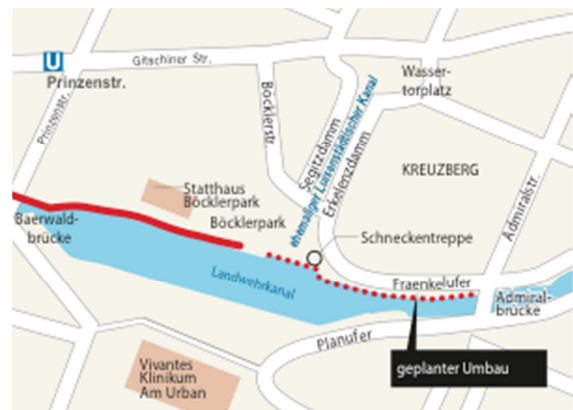 U
Prinzenstr.
Gitschiner Str.
Prinzenstr.
Böcklerstr.
Segitzdamm
ehemaliger Luisenstädtischer Kanal
Erkelenzdamm
Wasser-
torplatz
KREUZBERG
Admiralstr.
Statthaus
Böcklerpark
Böcklerpark
Baerwald-
brücke
Schneckentreppe
Landwehrkanal
Fraenkelufer
Admiral-
brücke
Planufer
geplanter Umbau
Vivantes
Klinikum
Am Urban